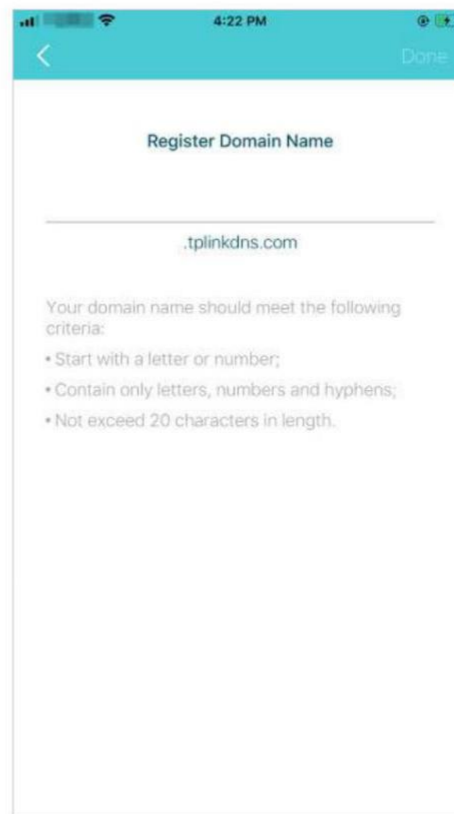 4:22 PM
Done
Register Domain Name
.tplinkdns.com
Your domain name should meet the following
criteria:
• Start with a letter or number;
• Contain only letters, numbers and hyphens;
• Not exceed 20 characters in length.